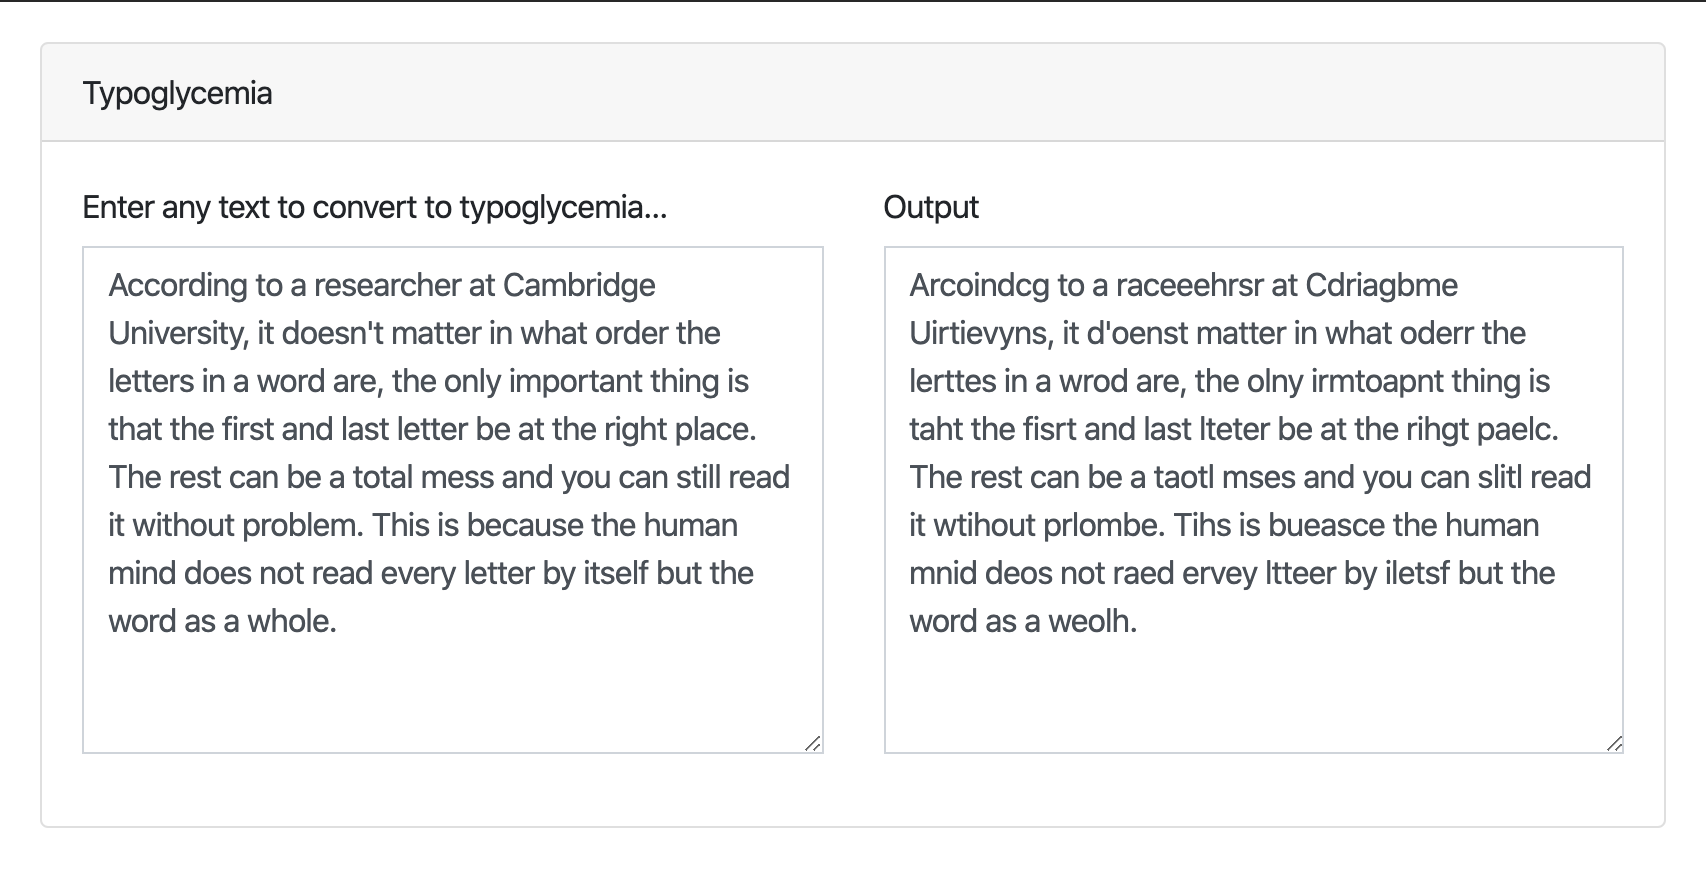 Typoglycemia
Enter any text to convert to typoglycemia...
According to a researcher at Cambridge
University, it doesn't matter in what order the
letters in a word are, the only important thing is
that the first and last letter be at the right place.
The rest can be a total mess and you can still read
it without problem. This is because the human
mind does not read every letter by itself but the
word as a whole.
Output
Arcoindcg to a raceeehrsr at Cdriagbme
Uirtievyns, it d'oenst matter in what oderr the
lerttes in a wrod are, the olny irmtoapnt thing is
taht the fisrt and last lteter be at the rihgt paelc.
The rest can be a taotl mses and you can slitl read
it wtihout prlombe. Tihs is bueasce the human
mnid deos not raed ervey ltteer by iletsf but the
word as a weolh.